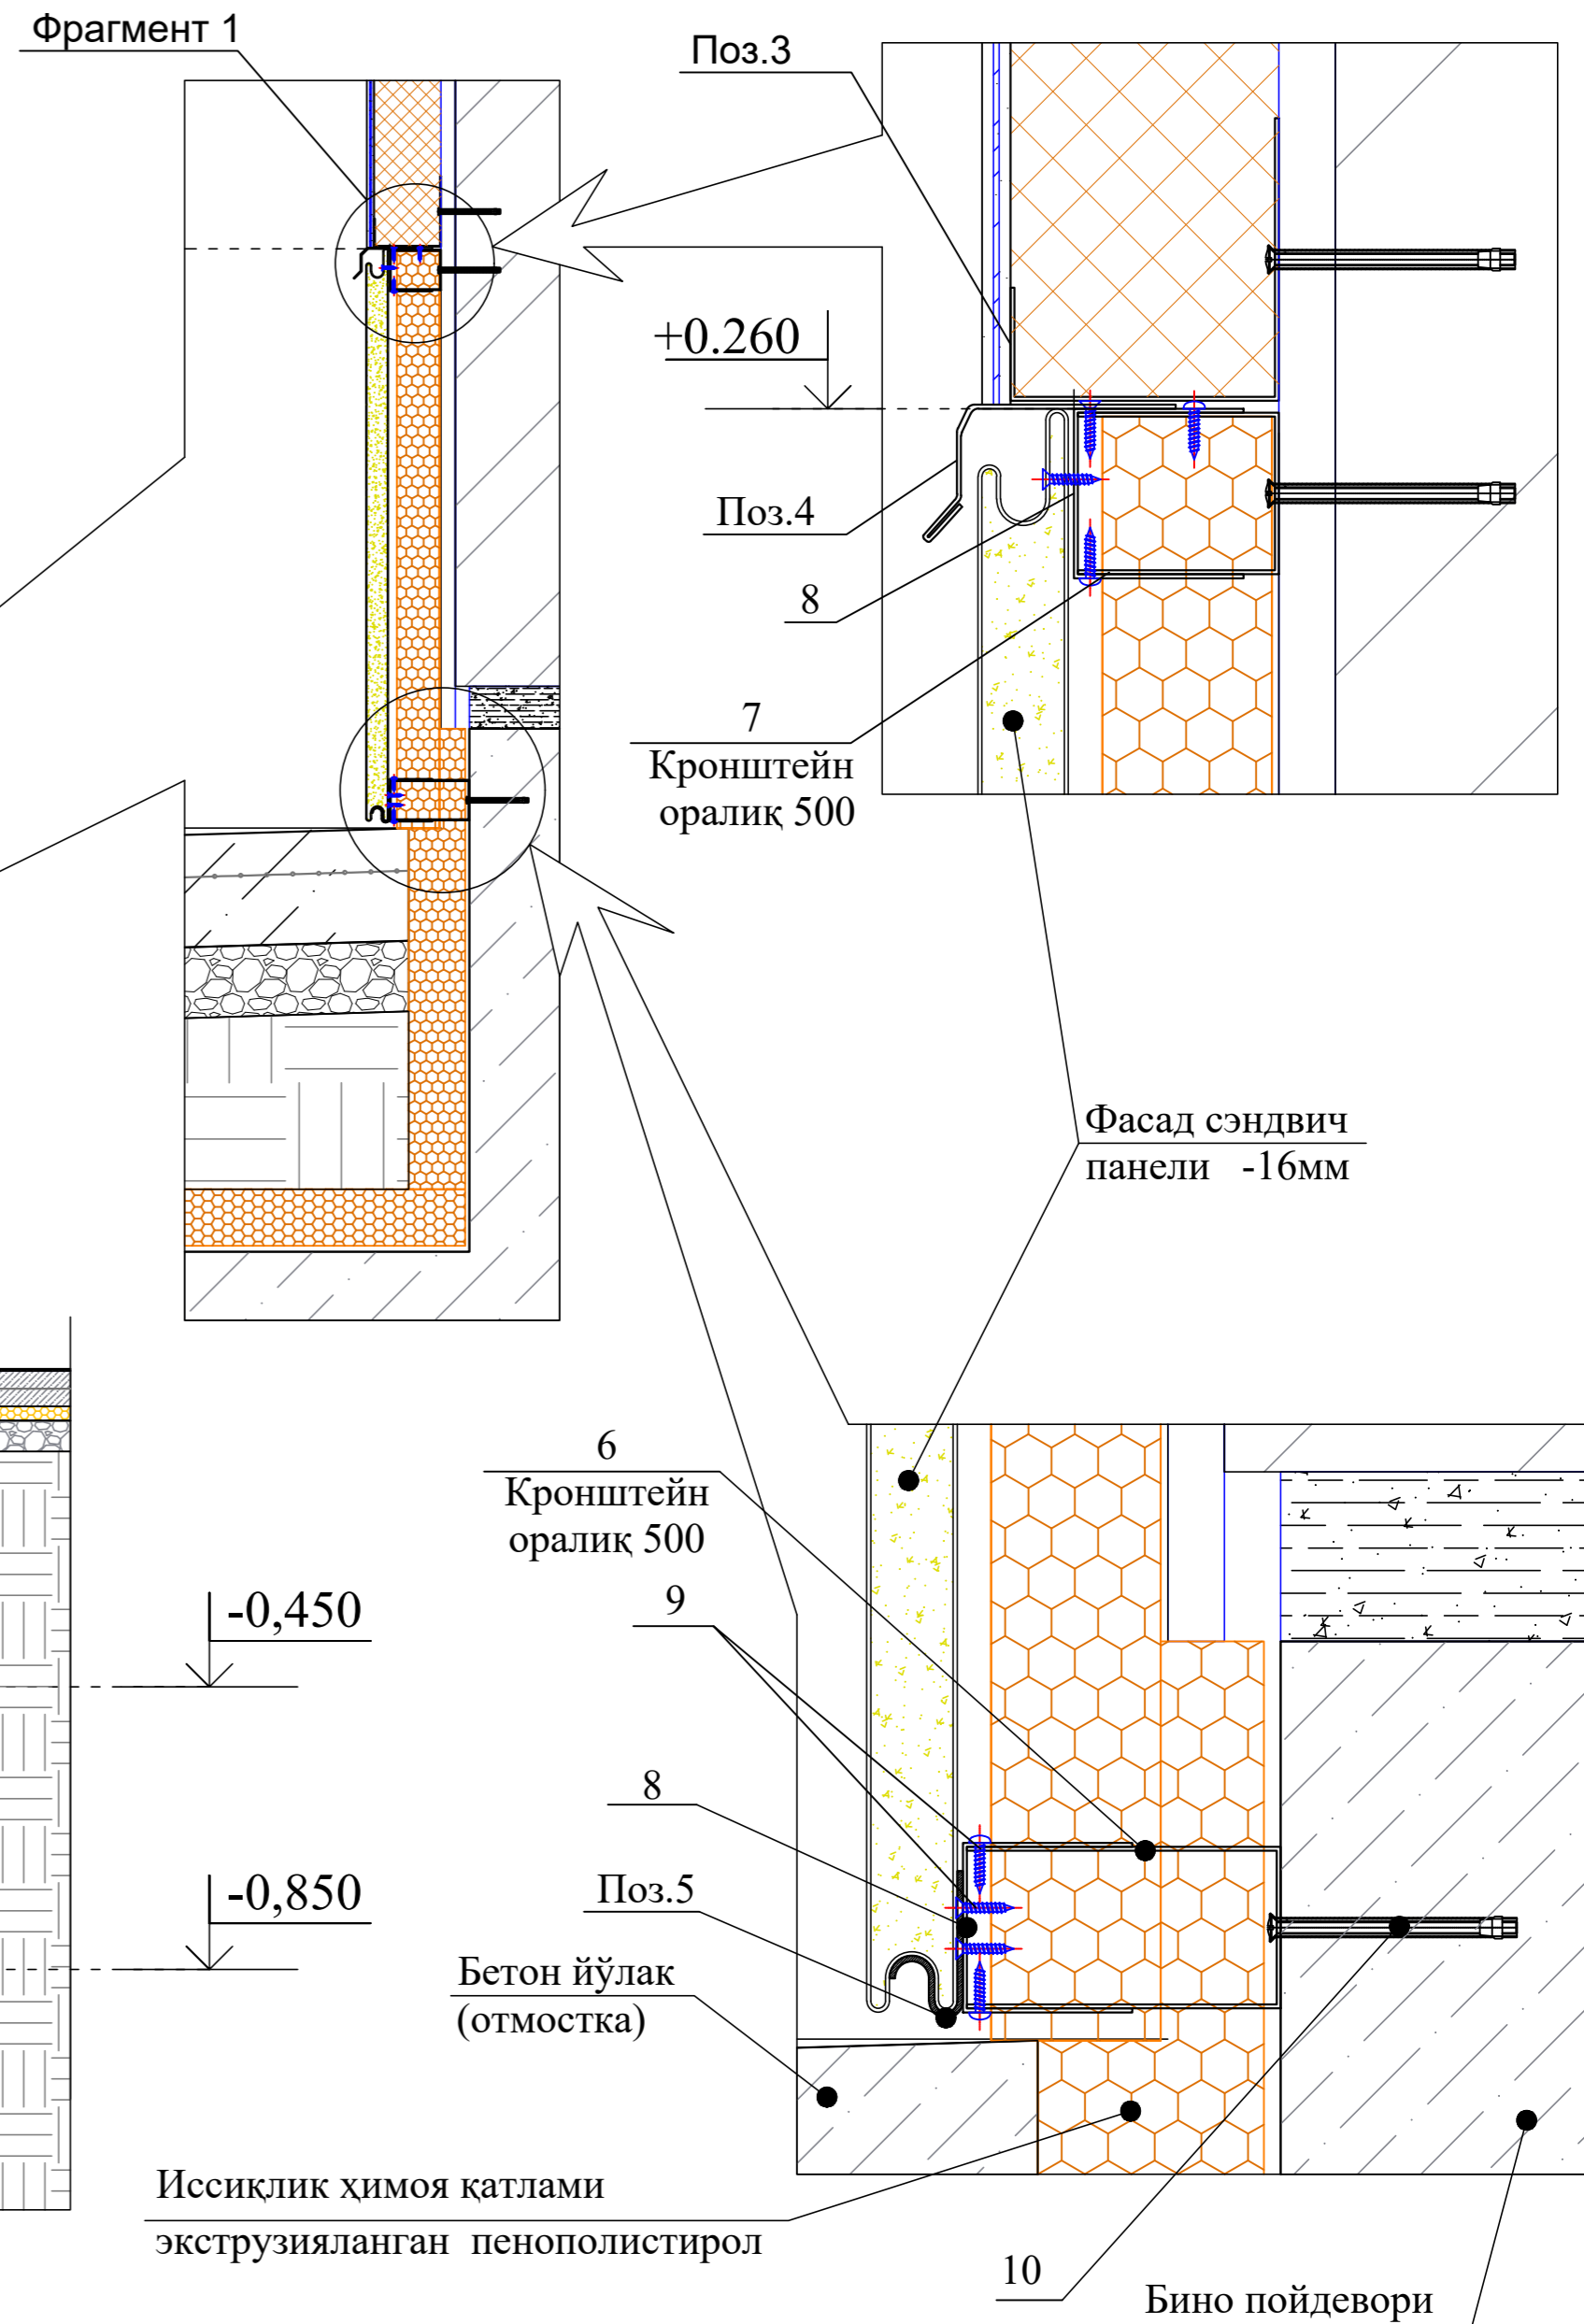 Фрагмент 1
Поз.3
+0.260
Поз.4
8
7
Кронштейн
оралиқ 500
Фасад сэндвич
панели -16мм
6
Кронштейн
оралиқ 500
9
-0,450
8
-0,850
Поз.5
Бетон йўлак
(отмостка)
Иссиқлик ҳимоя қатлами
экструзияланган пенополистирол
10
Бино пойдевори